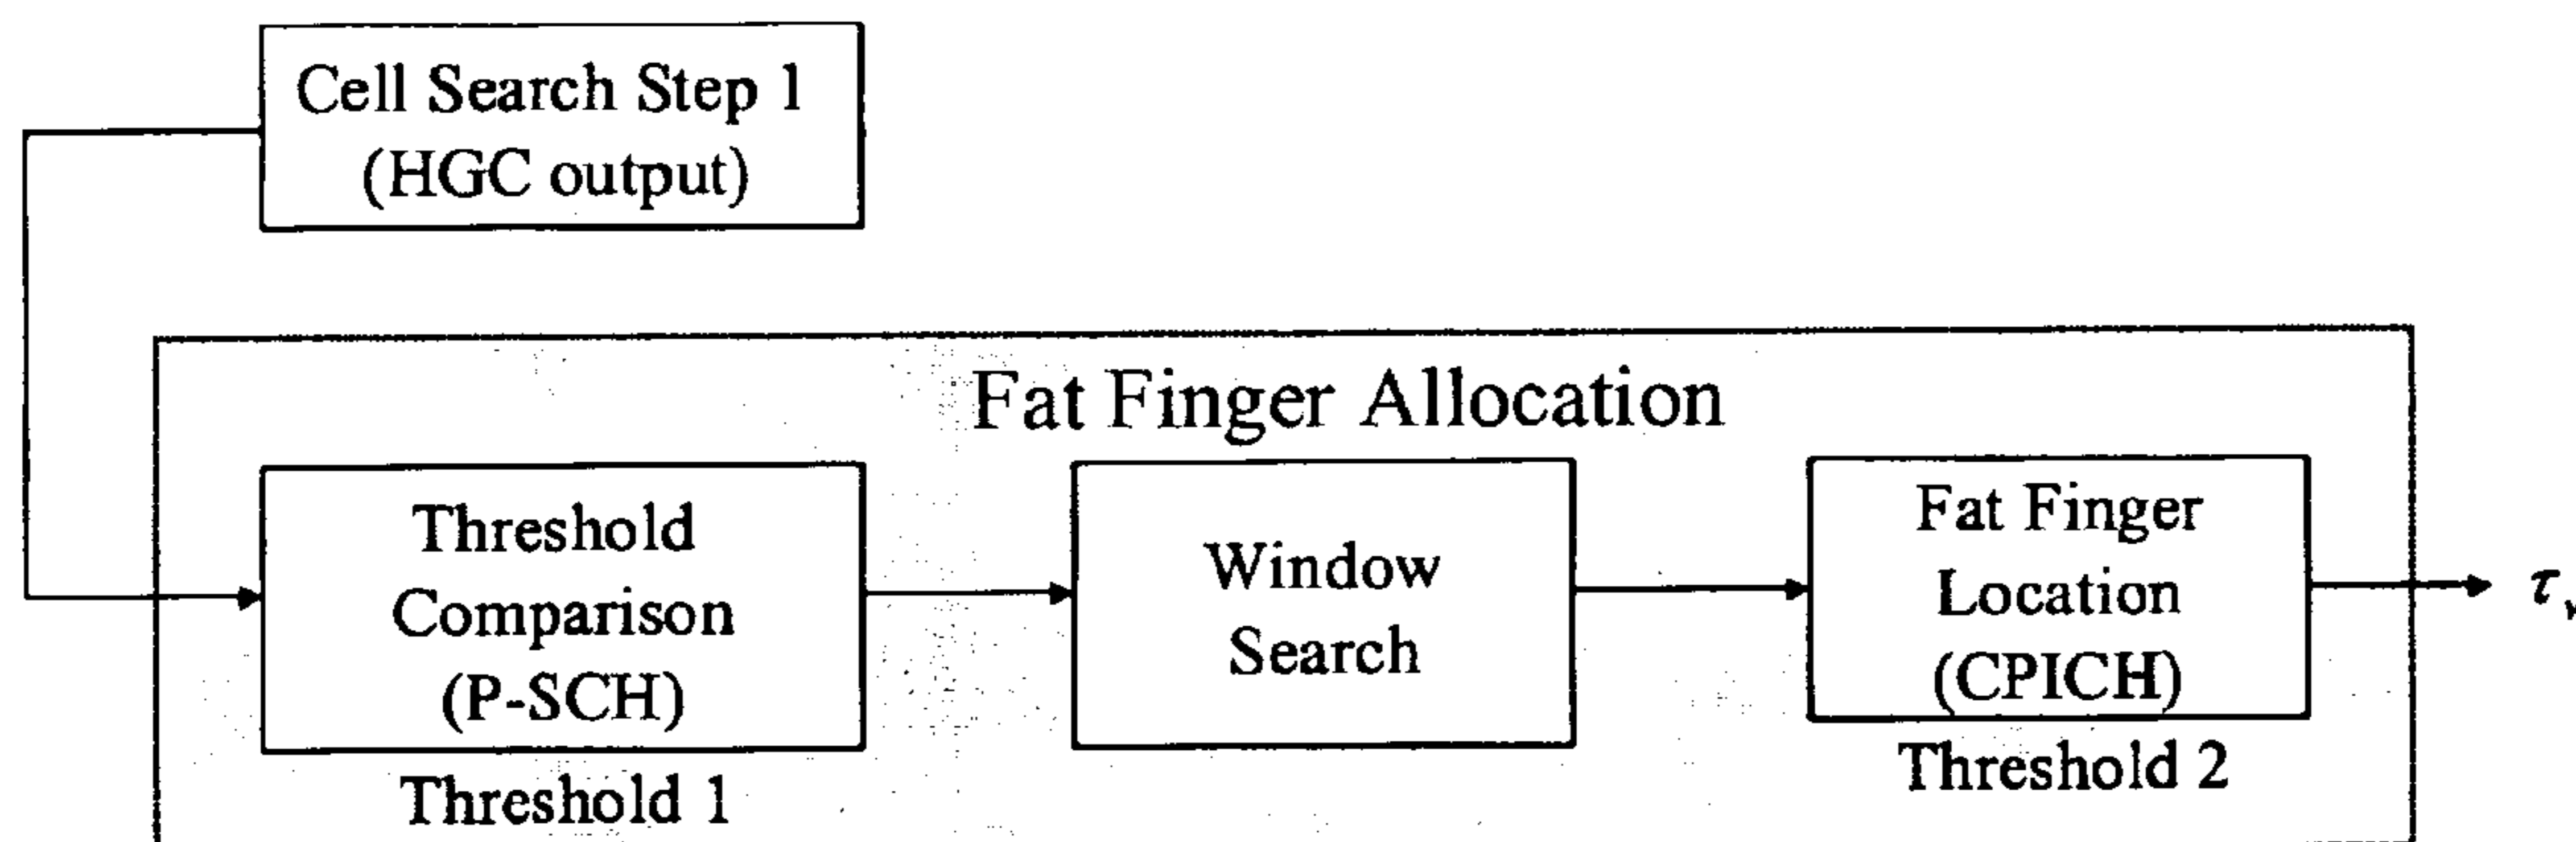 Cell Search Step 1
(HGC output)
Fat Finger Allocation
Threshold
Comparison
(P-SCH)
Threshold 1
Window
Search
Fat Finger
Location
(CPICH)
Threshold 2
τ